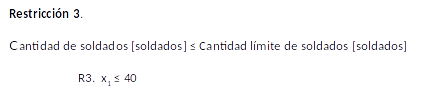 Restricción 3.
Cantidad de soldados [soldados] ≤ Cantidad límite de soldados [soldados]
R3. x₁ ≤ 40